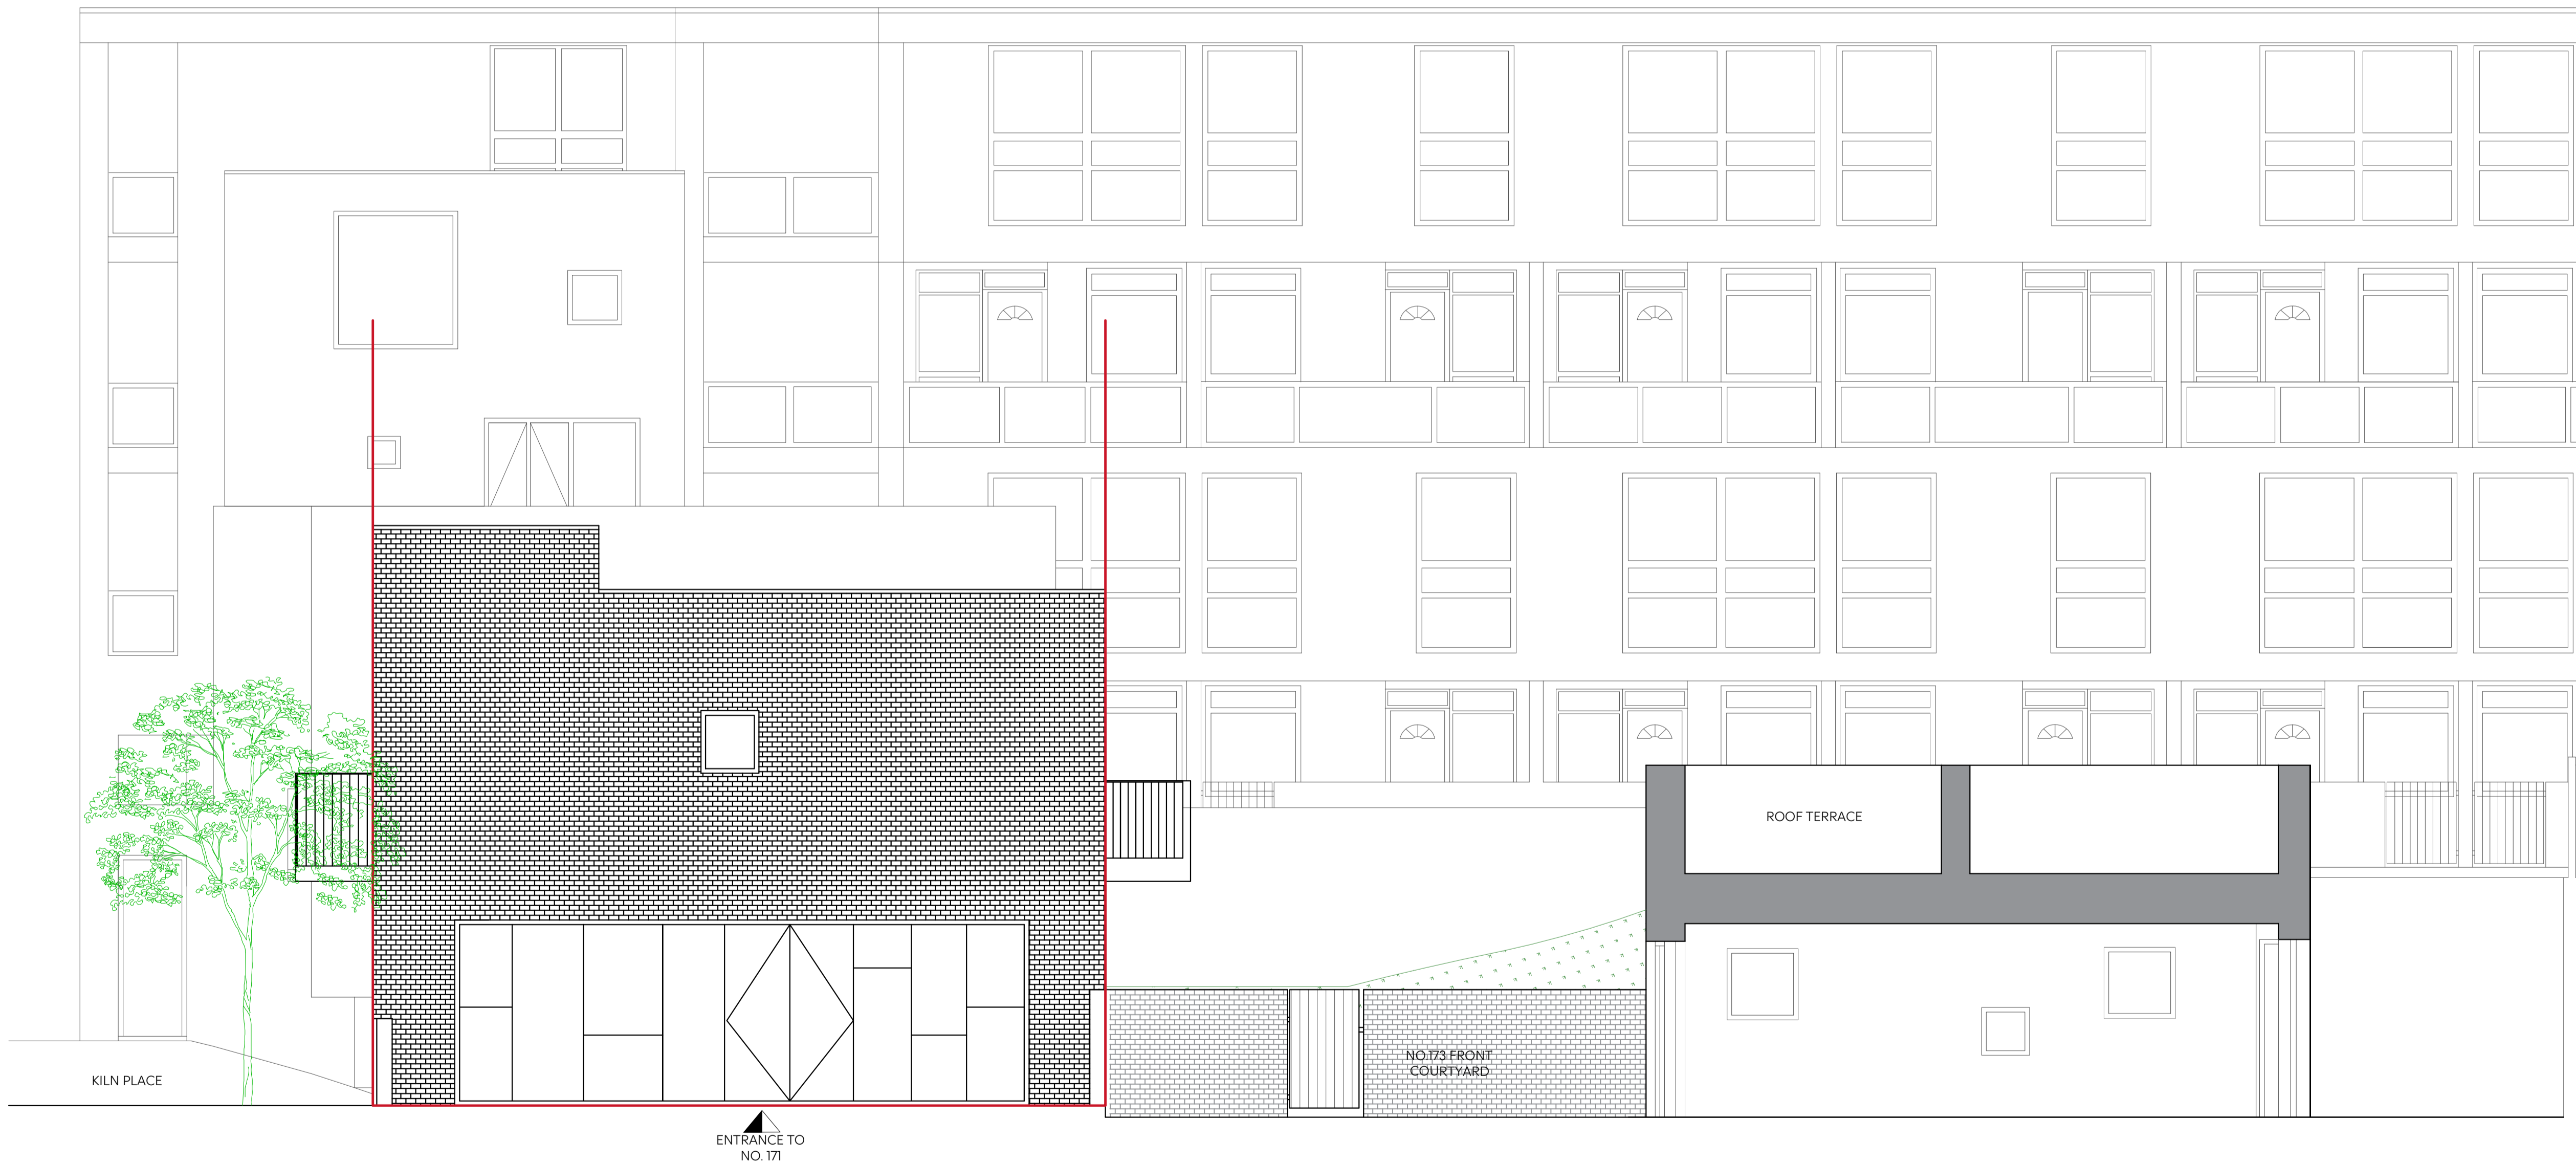 ROOF TERRACE
NO.173 FRONT
COURTYARD
KILN PLACE
ENTRANCE TO
NO. 171